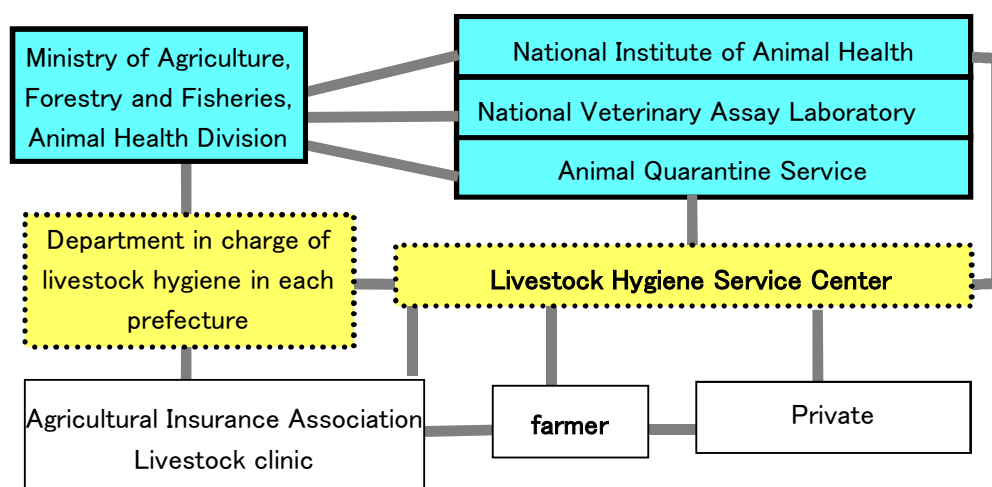 Ministry of Agriculture,
Forestry and Fisheries,
Animal Health Division
National Institute of Animal Health
National Veterinary Assay Laboratory
Animal Quarantine Service
Department in charge of
livestock hygiene in each
prefecture
Livestock Hygiene Service Center
Agricultural Insurance Association
Livestock clinic
farmer
Private